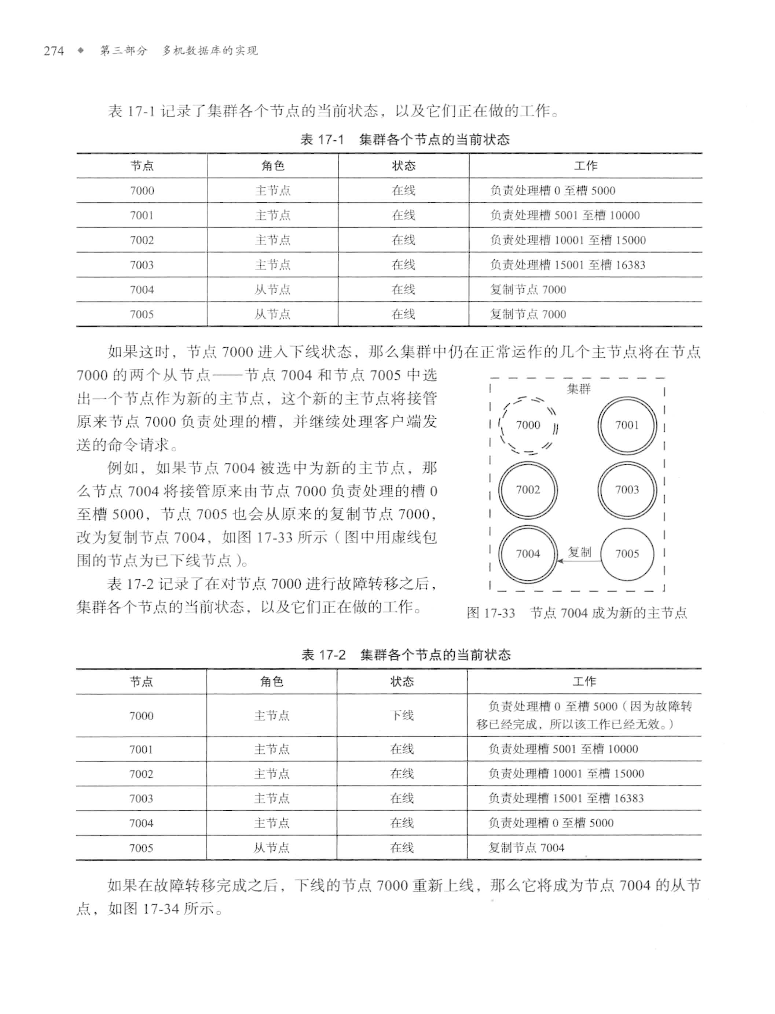 274 ◆ 第三部分 多机数据库的实现
表 17-1 记录了集群各个节点的当前状态，以及它们正在做的工作。
表 17-1 集群各个节点的当前状态
节点 角色 状态 工作
7000 主节点 在线 负责处理槽 0 至槽 5000
7001 主节点 在线 负责处理槽 5001 至槽 10000
7002 主节点 在线 负责处理槽 10001 至槽 15000
7003 主节点 在线 负责处理槽 15001 至槽 16383
7004 从节点 在线 复制节点 7000
7005 从节点 在线 复制节点 7000
如果这时，节点 7000 进入下线状态，那么集群中仍在正常运作的几个主节点将在节点
7000 的两个从节点——节点 7004 和节点 7005 中选
出一个节点作为新的主节点，这个新的主节点将接管
原来节点 7000 负责处理的槽，并继续处理客户端发
送的命令请求。
例如，如果节点 7004 被选中为新的主节点，那
么节点 7004 将接管原来由节点 7000 负责处理的槽 0
至槽 5000，节点 7005 也会从原来的复制节点 7000，
改为复制节点 7004，如图 17-33 所示（图中用虚线包
围的节点为已下线节点）。
表 17-2 记录了在对节点 7000 进行故障转移之后，
集群各个节点的当前状态，以及它们正在做的工作。
集群
7000 7001
7002 7003
7004 复制 7005
图 17-33 节点 7004 成为新的主节点
表 17-2 集群各个节点的当前状态
节点 角色 状态 工作
7000 主节点 下线 负责处理槽 0 至槽 5000（因为故障转
移已经完成，所以该工作已经无效。）
7001 主节点 在线 负责处理槽 5001 至槽 10000
7002 主节点 在线 负责处理槽 10001 至槽 15000
7003 主节点 在线 负责处理槽 15001 至槽 16383
7004 主节点 在线 负责处理槽 0 至槽 5000
7005 从节点 在线 复制节点 7004
如果在故障转移完成之后，下线的节点 7000 重新上线，那么它将成为节点 7004 的从节
点，如图 17-34 所示。